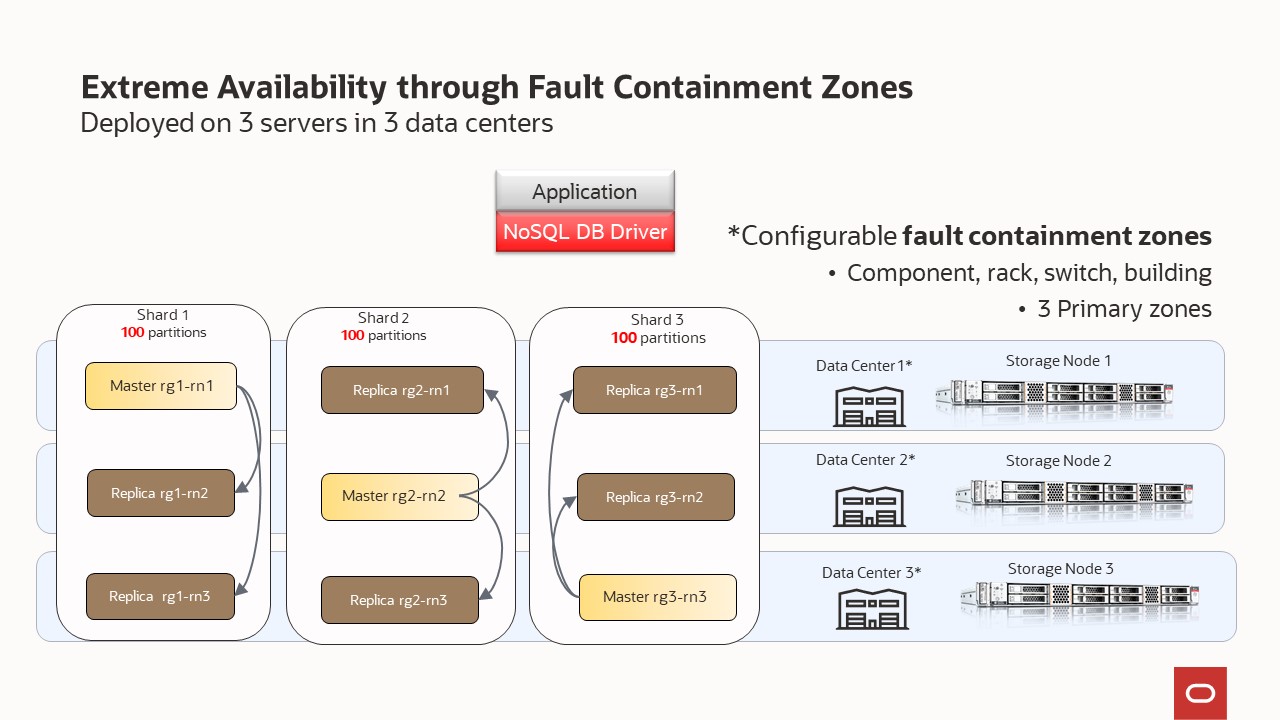 Extreme Availability through Fault Containment Zones
Deployed on 3 servers in 3 data centers
Application
NoSQL DB Driver
*Configurable fault containment zones
• Component, rack, switch, building
• 3 Primary zones
Shard 1
100 partitions
Shard 2
100 partitions
Shard 3
100 partitions
Master rg1-rn1
Replica rg2-rn1
Replica rg3-rn1
Data Center1*
Storage Node 1
Replica rg1-rn2
Master rg2-rn2
Replica rg3-rn2
Data Center 2*
Storage Node 2
Replica rg1-rn3
Replica rg2-rn3
Master rg3-rn3
Data Center 3*
Storage Node 3